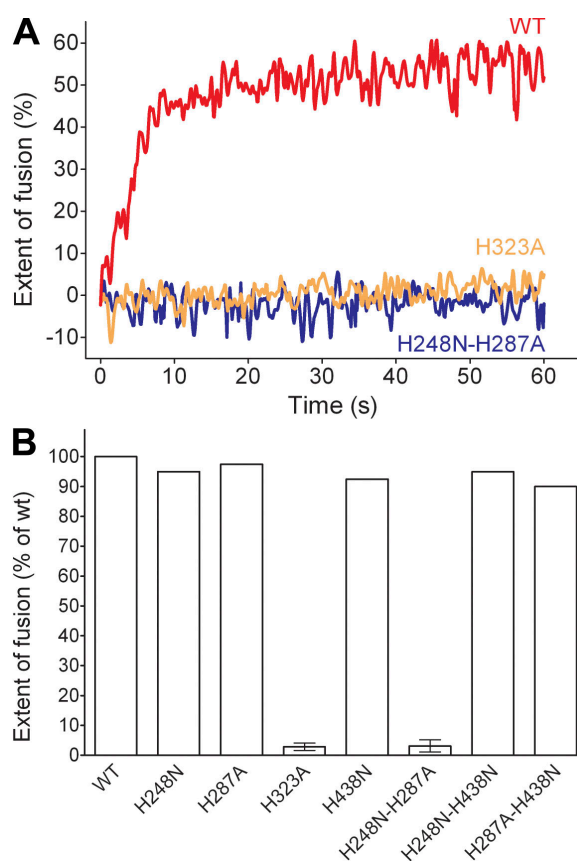 A
WT
H323A
H248N-H287A
Extent of fusion (%)
60
50
40
30
20
10
0
-10
0 10 20 30 40 50 60
Time (s)
B
Extent of fusion (% of wt)
100
90
80
70
60
50
40
30
20
10
0
WT H248N H287A H323A H438N H248N-H287A H248N-H438N H287A-H438N